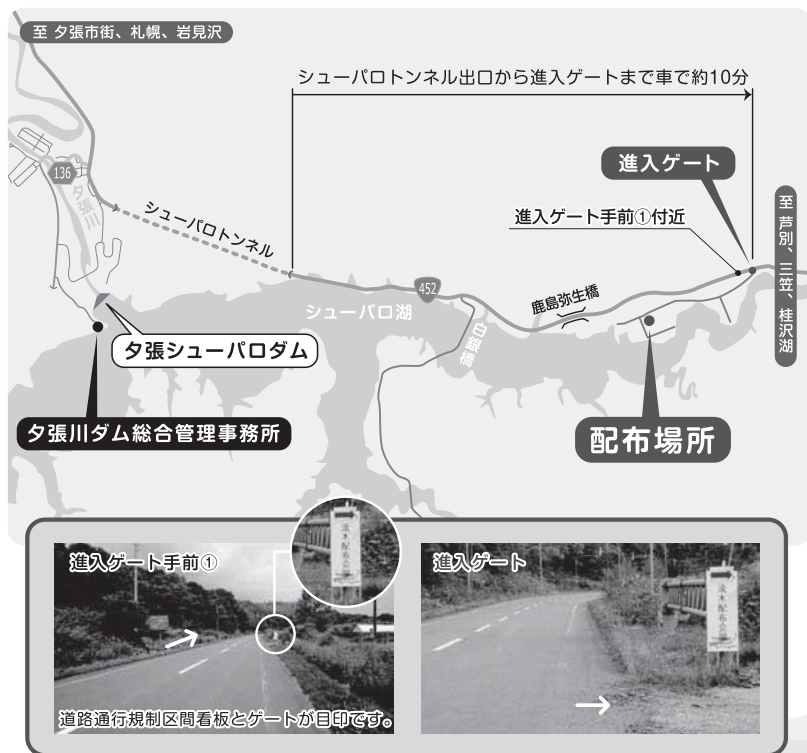 至 夕張市街、札幌、岩見沢
シューパロトンネル出口から進入ゲートまで車で約10分
136
夕張川
シューパロトンネル
進入ゲート
進入ゲート手前①付近
至 芦別、三笠、桂沢湖
452
シューパロ湖
鹿島弥生橋
白銀橋
夕張シューパロダム
夕張川ダム総合管理事務所
配布場所
進入ゲート手前①
流木配布会場
道路通行規制区間看板とゲートが目印です。
進入ゲート
流木配布会場